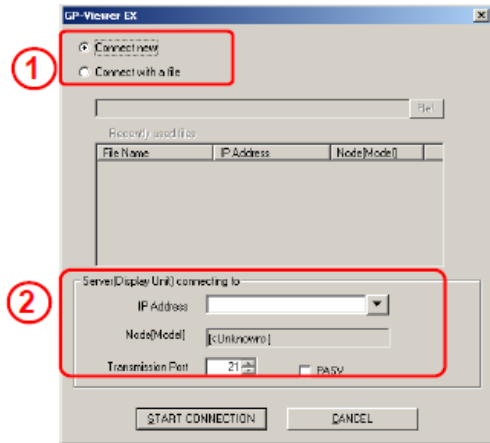 GP-Viewer EX
1
Connect new
Connect with a file
Ref
Recently used files
File Name IP Address Node[Model]
2
Server(Display Unit) connecting to
IP Address
Node[Model] [<Unknown>]
Transmission Port 21 PASV
START CONNECTION CANCEL